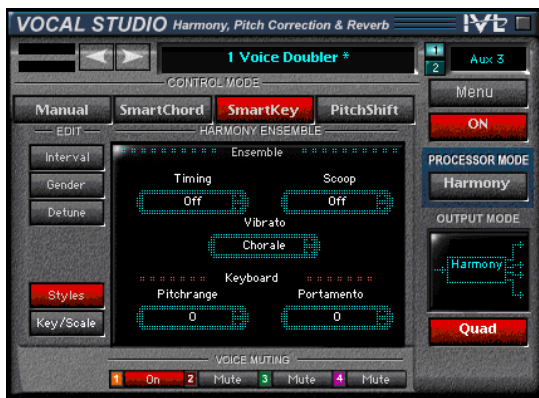 VOCAL STUDIO Harmony, Pitch Correction & Reverb IVL
1 Voice Doubler *
1
2
Aux 3
CONTROL MODE
Menu
Manual SmartChord SmartKey PitchShift
ON
EDIT
HARMONY ENSEMBLE
Interval
Ensemble
PROCESSOR MODE
Gender
Timing Scoop
Harmony
Detune
Off Off
OUTPUT MODE
Vibrato
Chorale
Harmony
Keyboard
Styles
Pitchrange Portamento
Key/Scale
0 0
Quad
VOICE MUTING
1 On 2 Mute 3 Mute 4 Mute